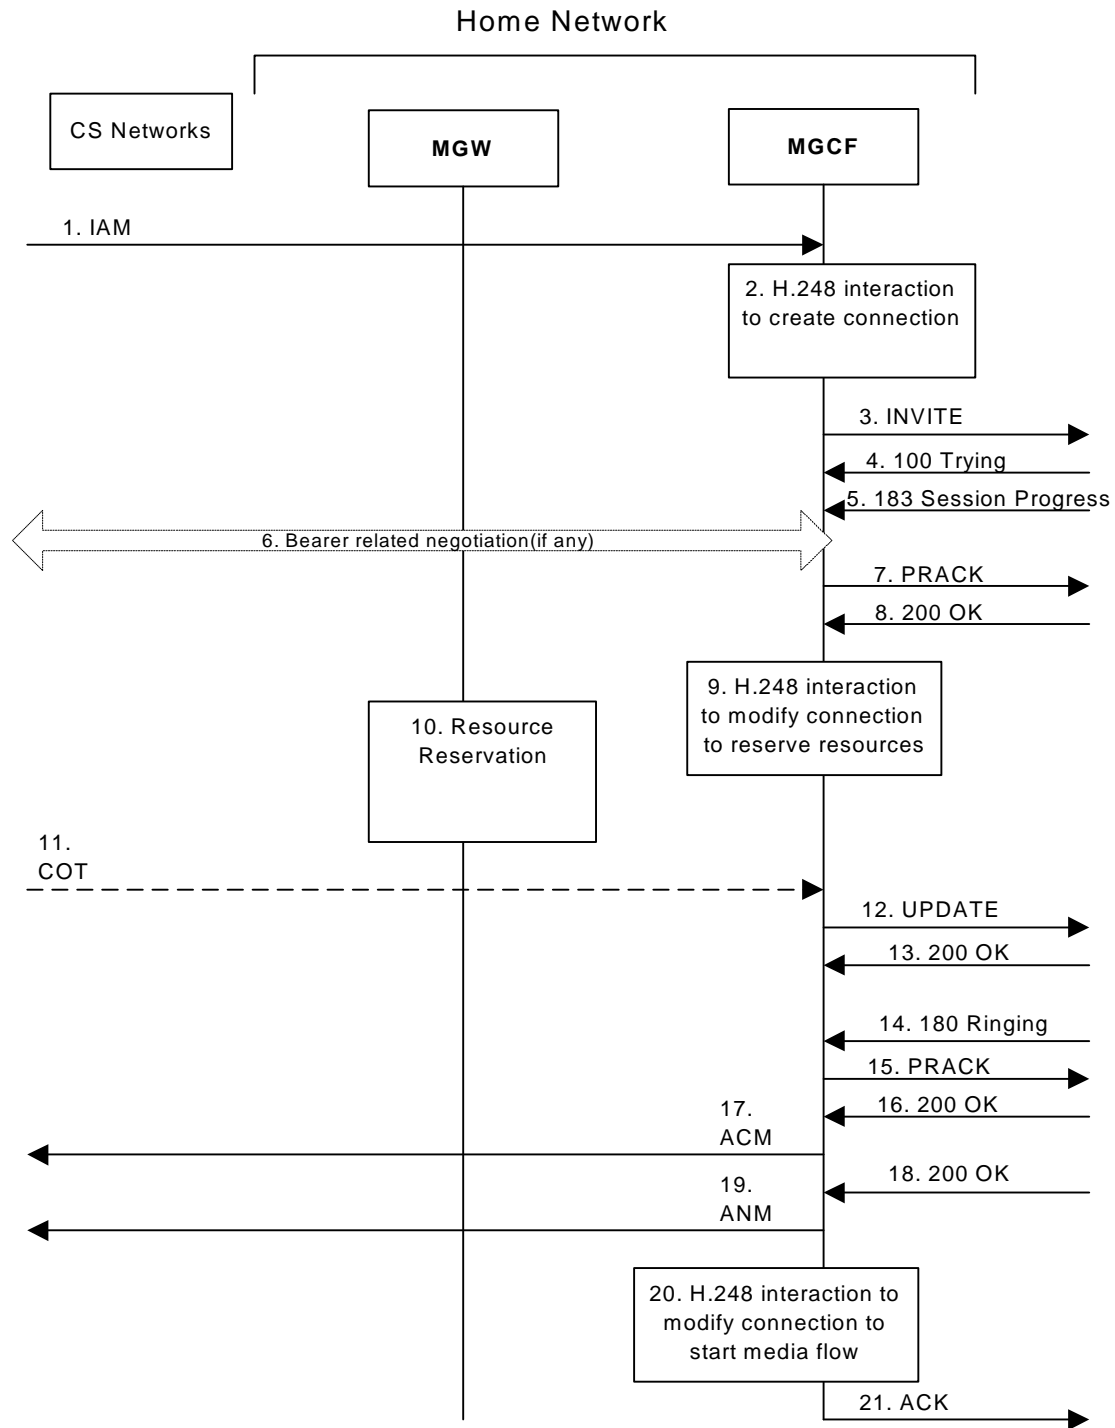 Home Network
CS Networks
MGW
MGCF
1. IAM
2. H.248 interaction
to create connection
3. INVITE
4. 100 Trying
5. 183 Session Progress
6. Bearer related negotiation(if any)
7. PRACK
8. 200 OK
9. H.248 interaction
to modify connection
to reserve resources
10. Resource
Reservation
11.
COT
12. UPDATE
13. 200 OK
14. 180 Ringing
15. PRACK
16. 200 OK
17.
ACM
18. 200 OK
19.
ANM
20. H.248 interaction to
modify connection to
start media flow
21. ACK